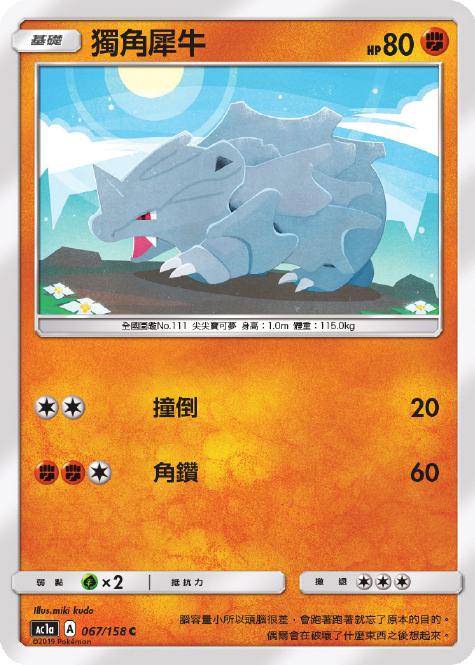 基礎 獨角犀牛 HP80
全國圖鑑No.111 尖尖寶可夢 身高：1.0m 體重：115.0kg
撞倒 20
角鑽 60
弱點 ×2 抵抗力 撤退
Illus.miki kudo
AC1a A 067/158 C
©2019 Pokémon
腦容量小所以頭腦很差，會跑著跑著就忘了原本的目的。
偶爾會在破壞了什麼東西之後想起來。